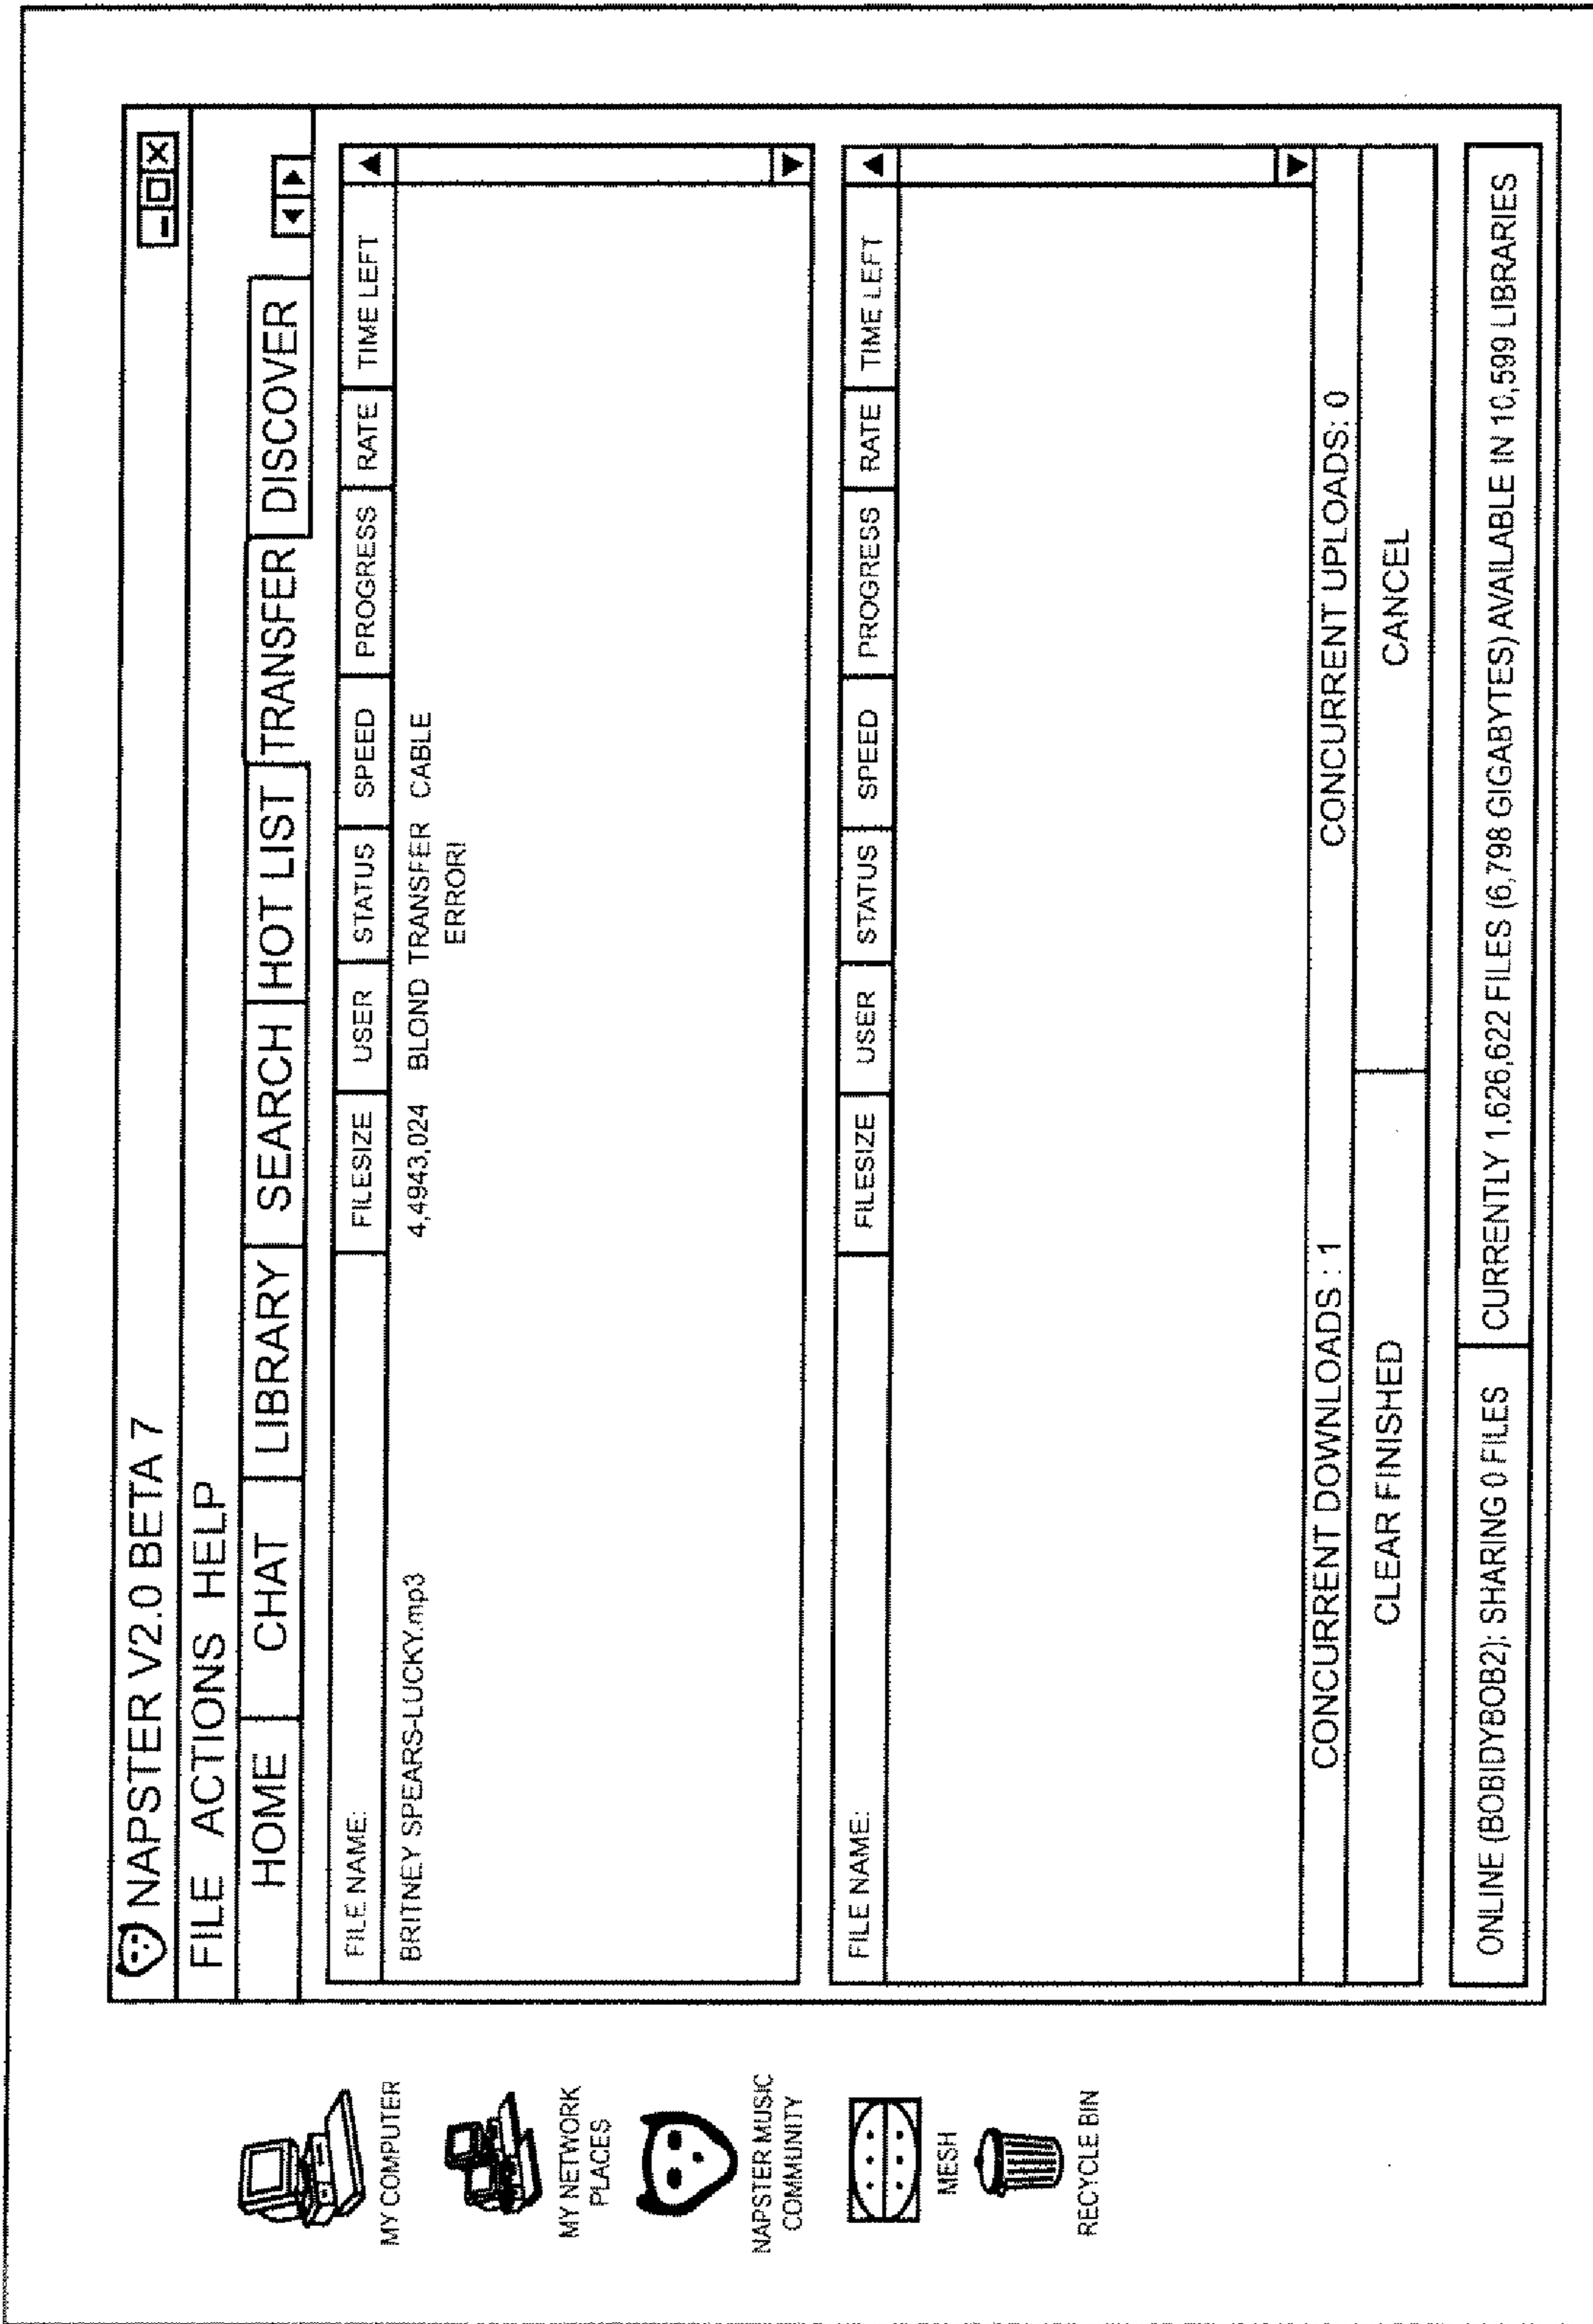 NAPSTER V2.0 BETA 7
FILE ACTIONS HELP
HOME CHAT LIBRARY SEARCH HOT LIST TRANSFER DISCOVER
FILE NAME: FILESIZE USER STATUS SPEED PROGRESS RATE TIME LEFT
BRITNEY SPEARS-LUCKY.mp3 4,4943,024 BLOND TRANSFER CABLE
ERROR!
FILE NAME: FILESIZE USER STATUS SPEED PROGRESS RATE TIME LEFT
CONCURRENT DOWNLOADS : 1 CONCURRENT UPLOADS: 0
CLEAR FINISHED CANCEL
ONLINE (BOBIDYBOB2); SHARING 0 FILES CURRENTLY 1,626,622 FILES (6,798 GIGABYTES) AVAILABLE IN 10,599 LIBRARIES
MY COMPUTER
MY NETWORK
PLACES
NAPSTER MUSIC
COMMUNITY
MESH
RECYCLE BIN